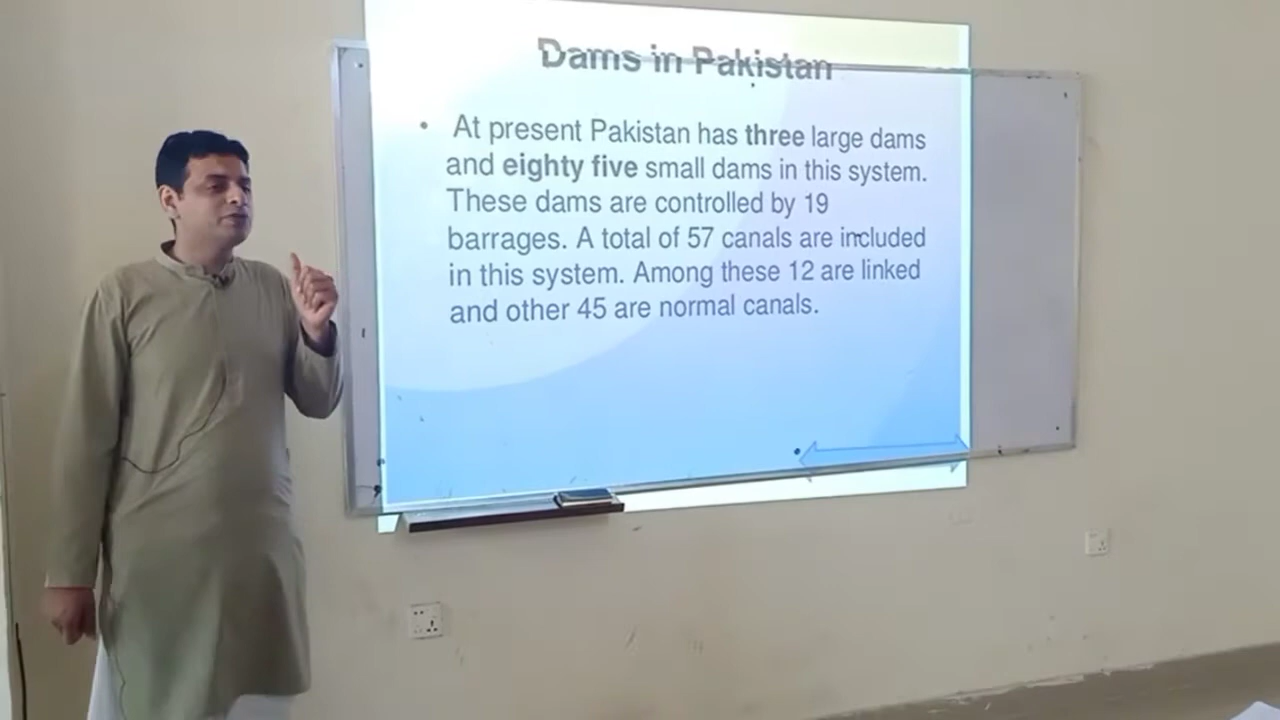 Dams in Pakistan
• At present Pakistan has three large dams
and eighty five small dams in this system.
These dams are controlled by 19
barrages. A total of 57 canals are included
in this system. Among these 12 are linked
and other 45 are normal canals.